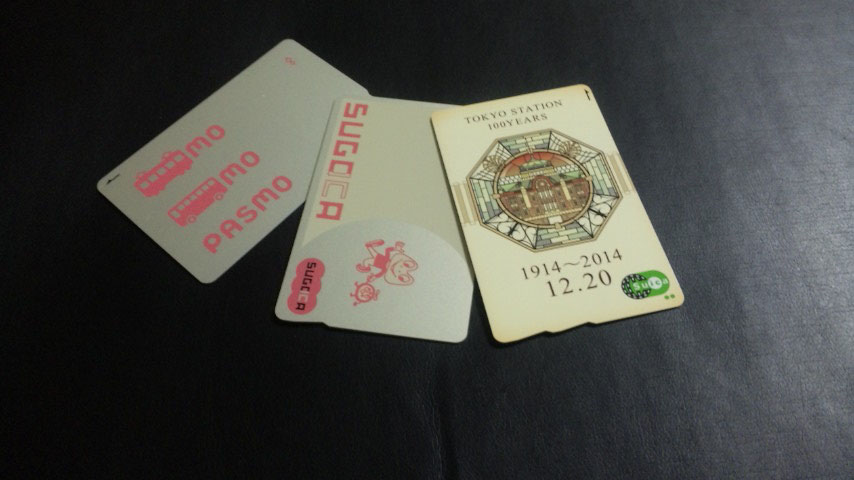 MO
MO
PASMO
SUGOCA
SUGOCA
TOKYO STATION
100YEARS
1914～2014
12.20
Suica